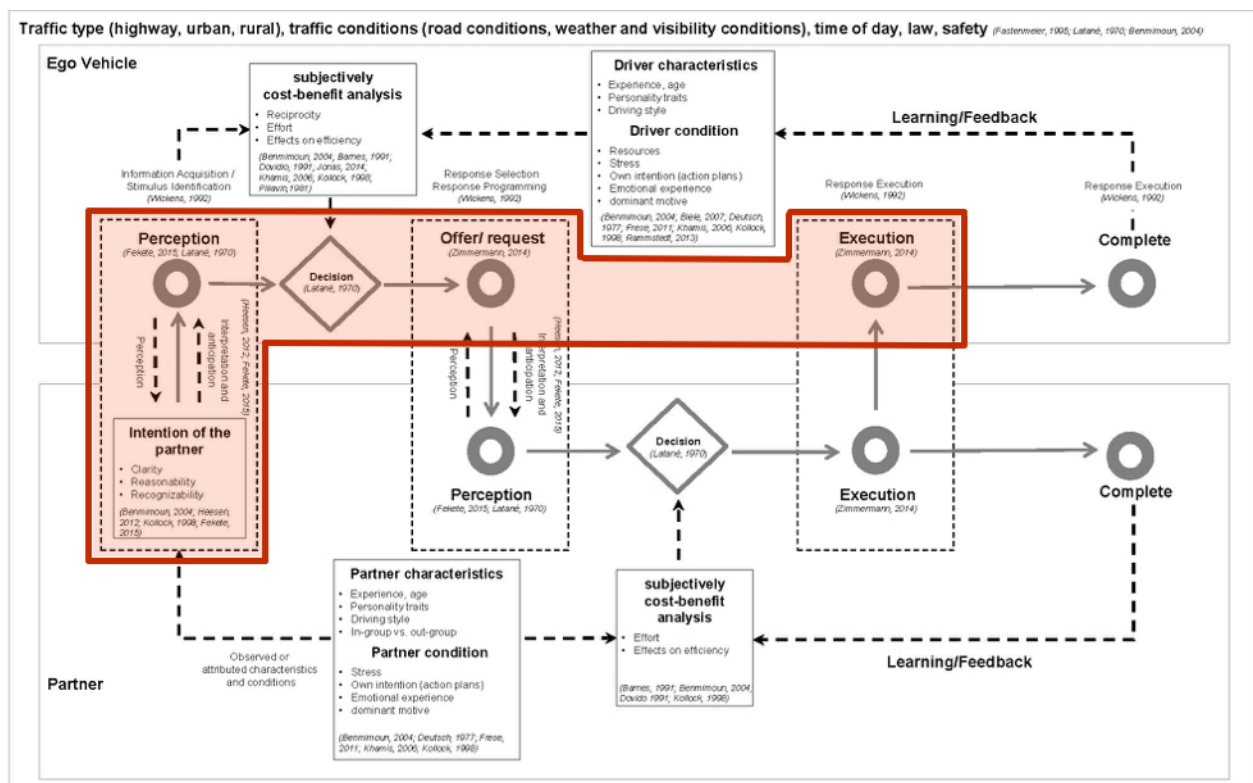 Traffic type (highway, urban, rural), traffic conditions (road conditions, weather and visibility conditions), time of day, law, safety (Fastenmeier, 1995; Latané, 1970; Benmimoun, 2004)
Ego Vehicle
subjectively
cost-benefit analysis
• Reciprocity
• Effort
• Effects on efficiency
(Benmimoun, 2004; Barnes, 1991;
Dovidio, 1991; Jonas, 2014;
Khamis, 2006; Kollock, 1998;
Piliavin, 1981)
Driver characteristics
• Experience, age
• Personality traits
• Driving style
Driver condition
• Resources
• Stress
• Own intention (action plans)
• Emotional experience
• dominant motive
(Benmimoun, 2004; Biele, 2007; Deutsch,
1977; Frese, 2011; Khamis, 2006; Kollock,
1998; Rammstedt, 2013)
Learning/Feedback
Information Acquisition /
Stimulus Identification
(Wickens, 1992)
Response Selection
Response Programming
(Wickens, 1992)
Response Execution
(Wickens, 1992)
Response Execution
(Wickens, 1992)
Perception
(Fekete, 2015; Latané, 1970)
Decision
(Latané, 1970)
Offer/ request
(Zimmermann, 2014)
Execution
(Zimmermann, 2014)
Complete
Perception
Interpretation and
anticipation
(Heesen, 2012; Fekete, 2015)
Perception
Interpretation and
anticipation
(Heesen, 2012; Fekete, 2015)
Intention of the
partner
• Clarity
• Reasonability
• Recognizability
(Benmimoun, 2004; Heesen,
2012; Kollock, 1998; Fekete,
2015)
Perception
(Fekete, 2015; Latané, 1970)
Decision
(Latané, 1970)
Execution
(Zimmermann, 2014)
Complete
Partner characteristics
• Experience, age
• Personality traits
• Driving style
• In-group vs. out-group
Partner condition
• Stress
• Own intention (action plans)
• Emotional experience
• dominant motive
(Benmimoun, 2004; Deutsch, 1977; Frese,
2011; Khamis, 2006; Kollock, 1998)
subjectively
cost-benefit
analysis
• Effort
• Effects on efficiency
(Barnes, 1991; Benmimoun, 2004;
Dovido 1991; Kollock, 1998)
Observed or
attributed characteristics
and conditions
Learning/Feedback
Partner